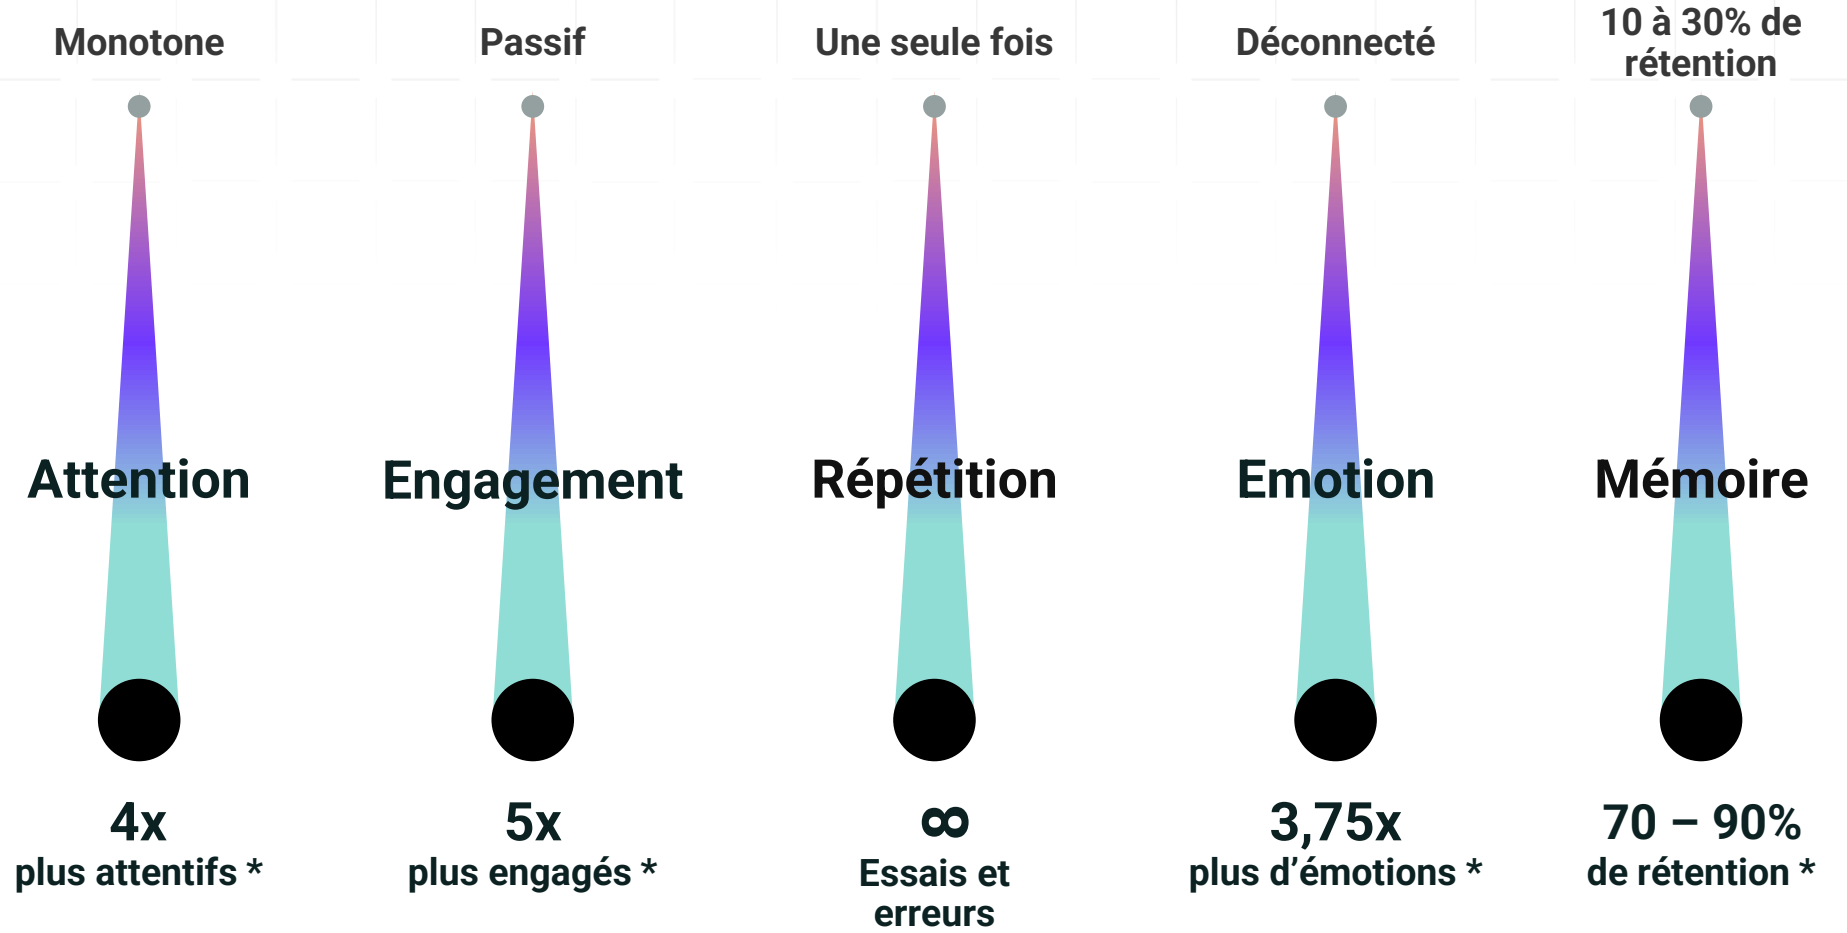 Monotone
Passif
Une seule fois
Déconnecté
10 à 30% de
rétention
Attention
Engagement
Répétition
Emotion
Mémoire
4x
plus attentifs *
5x
plus engagés *
∞
Essais et
erreurs
3,75x
plus d’émotions *
70 – 90%
de rétention *